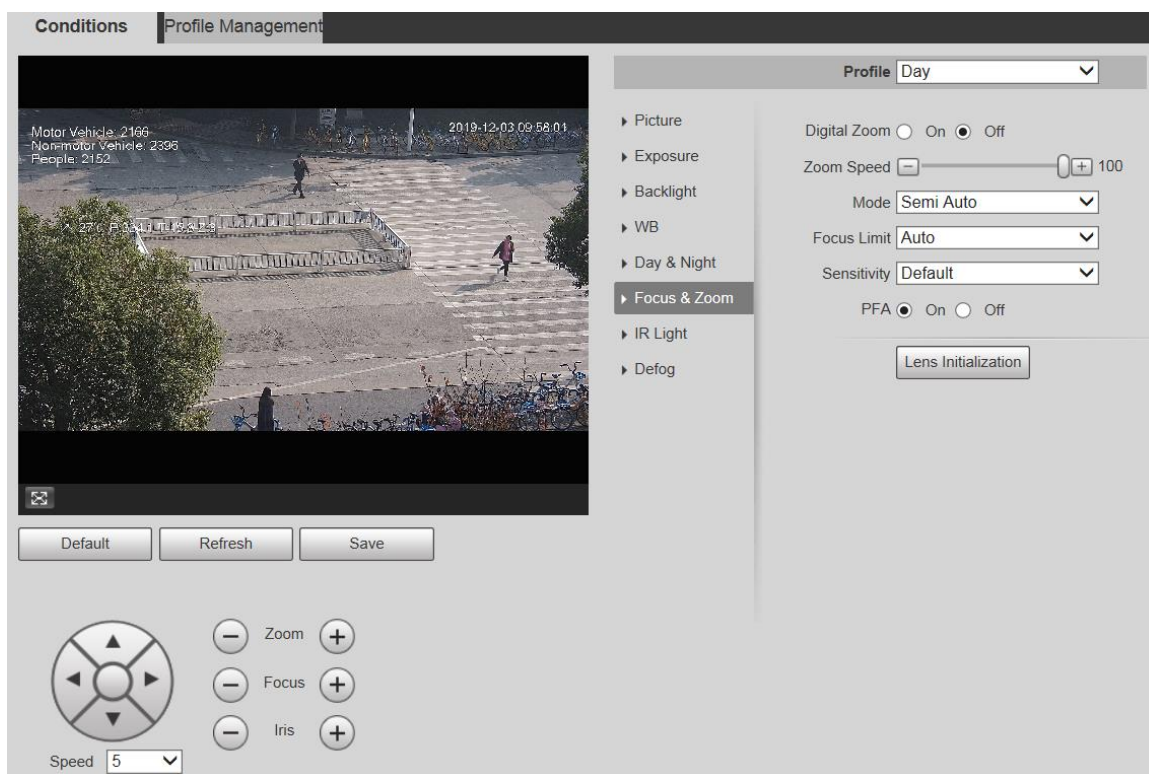 Conditions
Profile Management
Motor Vehicle: 2166
Non-motor Vehicle: 2396
People: 2152
2019-12-03 09:58:01
Default
Refresh
Save
Zoom
Focus
Iris
Speed 5
Profile Day
Picture
Exposure
Backlight
WB
Day & Night
Focus & Zoom
IR Light
Defog
Digital Zoom On Off
Zoom Speed 100
Mode Semi Auto
Focus Limit Auto
Sensitivity Default
PFA On Off
Lens Initialization